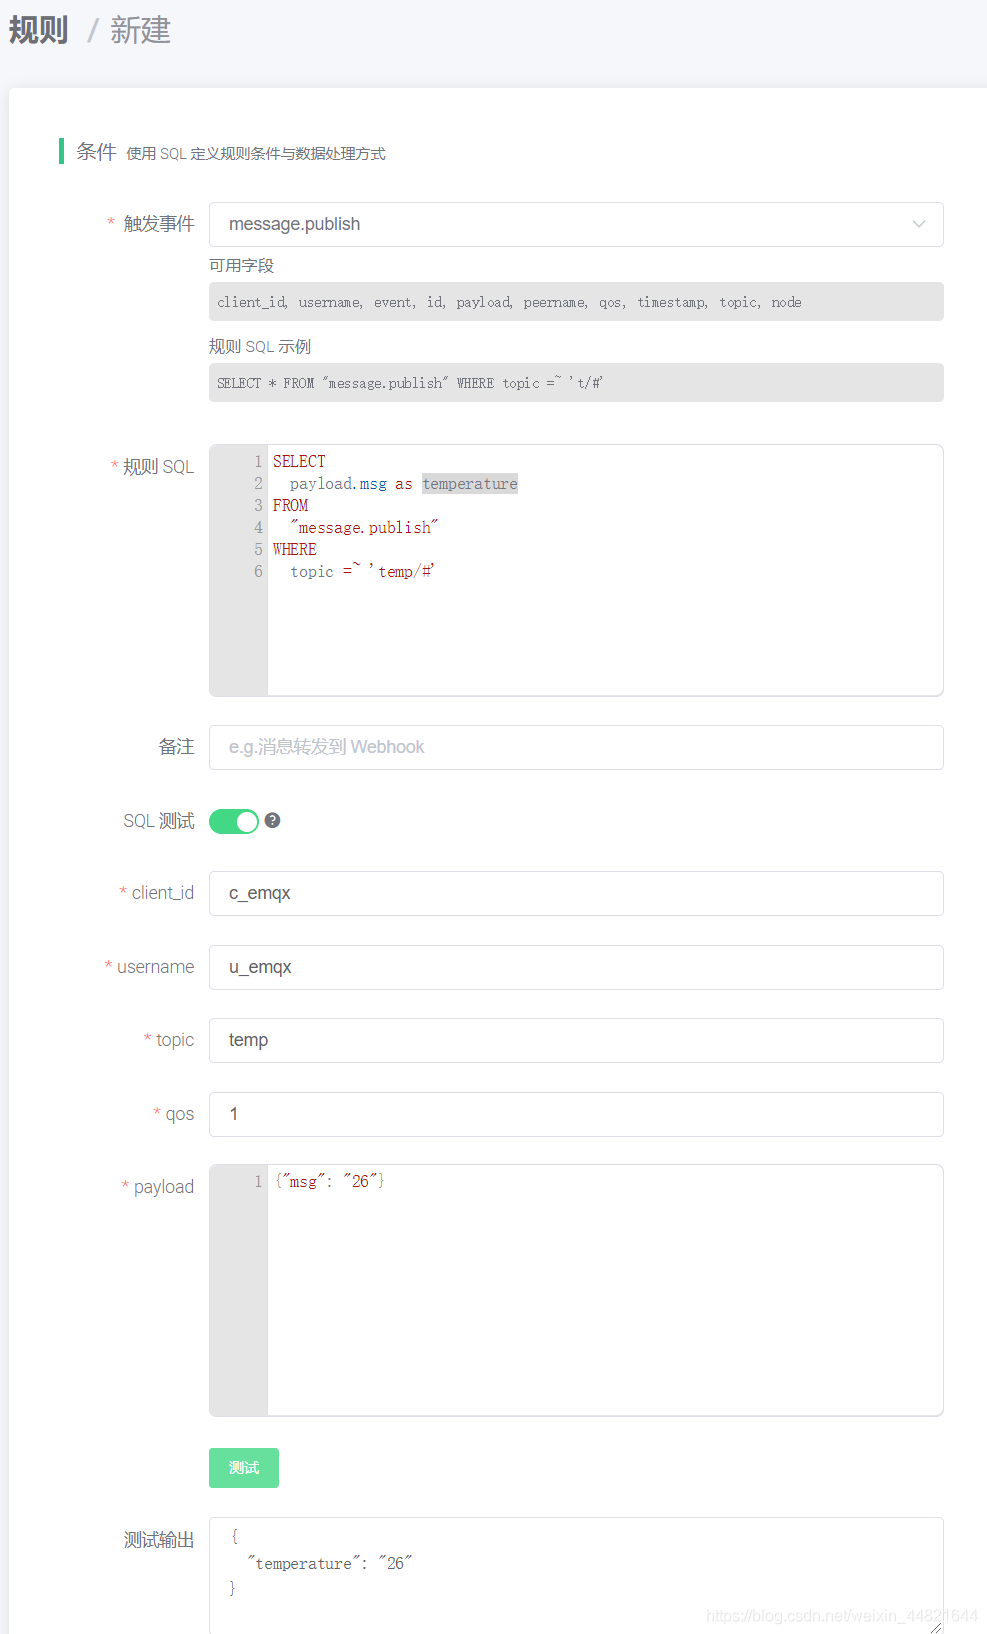 规则 / 新建
条件 使用 SQL 定义规则条件与数据处理方式
* 触发事件 message.publish
可用字段
client_id, username, event, id, payload, peername, qos, timestamp, topic, node
规则 SQL 示例
SELECT * FROM "message.publish" WHERE topic =~ 't/#'
* 规则 SQL
1 SELECT
2 payload.msg as temperature
3 FROM
4 "message.publish"
5 WHERE
6 topic =~ 'temp/#'
备注 e.g.消息转发到 Webhook
SQL 测试 ?
* client_id c_emqx
* username u_emqx
* topic temp
* qos 1
* payload 1 {"msg": "26"}
测试
测试输出 {
"temperature": "26"
}
https://blog.csdn.net/weixin_44821644